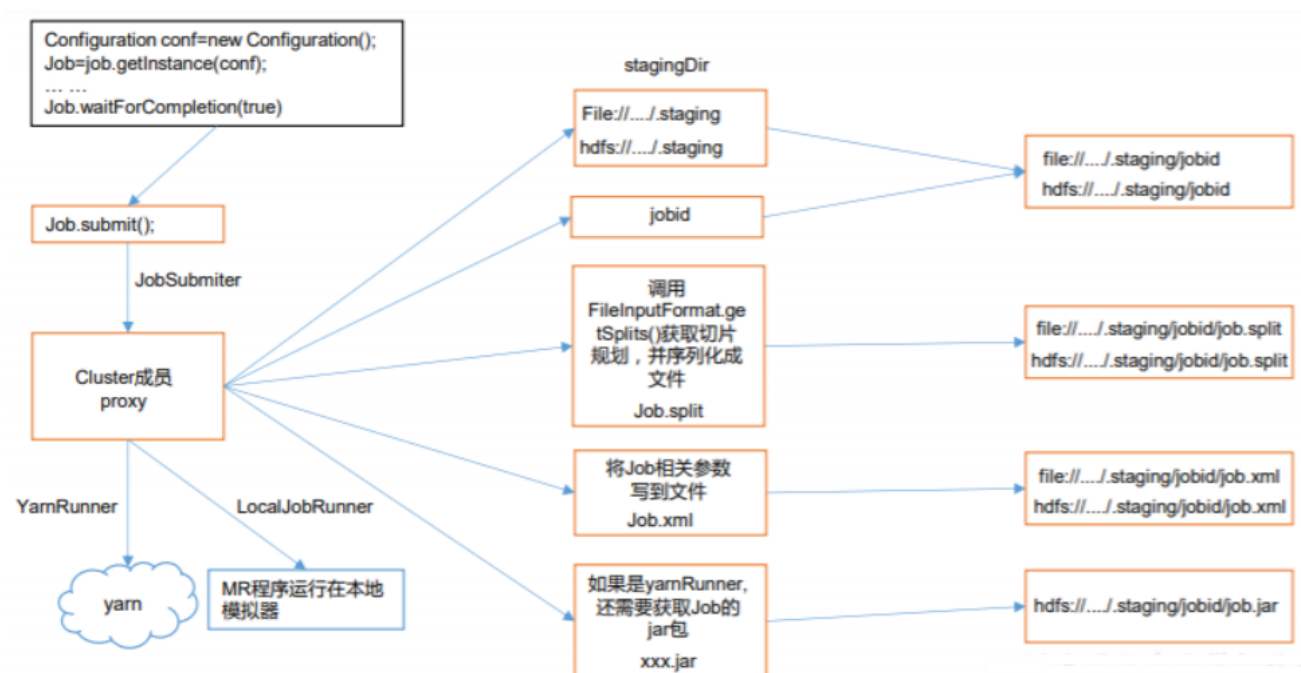 Configuration conf=new Configuration();
Job=job.getInstance(conf);
... ...
Job.waitForCompletion(true)
Job.submit();
JobSubmiter
Cluster成员
proxy
YarnRunner
LocalJobRunner
yarn
MR程序运行在本地
模拟器
stagingDir
File://..../.staging
hdfs://..../.staging
jobid
调用
FileInputFormat.ge
tSplits()获取切片
规划，并序列化成
文件
Job.split
将Job相关参数
写到文件
Job.xml
如果是yarnRunner,
还需要获取Job的
jar包
xxx.jar
file://..../.staging/jobid
hdfs://..../.staging/jobid
file://..../.staging/jobid/job.split
hdfs://..../.staging/jobid/job.split
file://..../.staging/jobid/job.xml
hdfs://..../.staging/jobid/job.xml
hdfs://..../.staging/jobid/job.jar